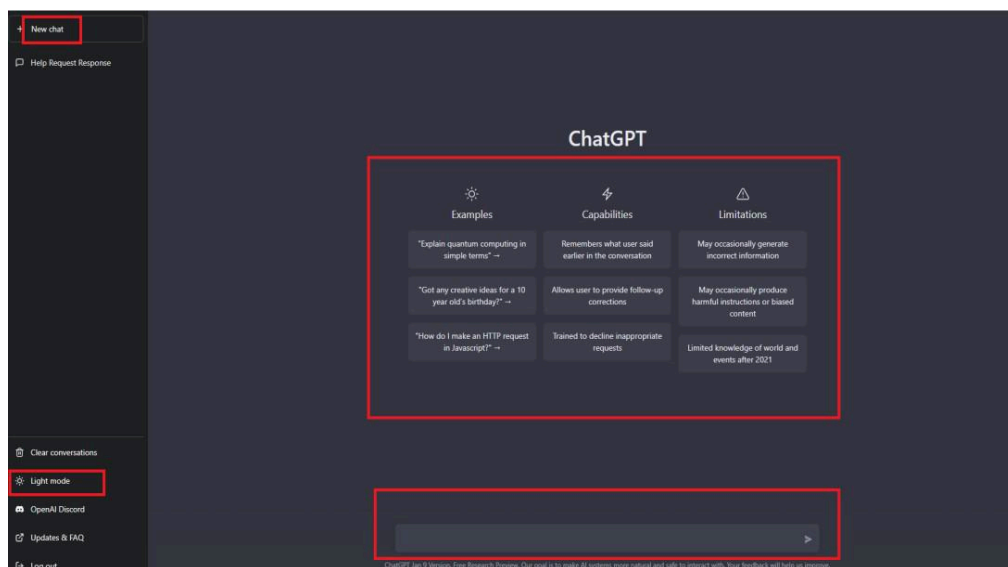 + New chat
Help Request Response
Clear conversations
Light mode
OpenAI Discord
Updates & FAQ
Log out
ChatGPT
Examples
"Explain quantum computing in
simple terms" →
"Got any creative ideas for a 10
year old's birthday?" →
"How do I make an HTTP request
in Javascript?" →
Capabilities
Remembers what user said
earlier in the conversation
Allows user to provide follow-up
corrections
Trained to decline inappropriate
requests
Limitations
May occasionally generate
incorrect information
May occasionally produce
harmful instructions or biased
content
Limited knowledge of world and
events after 2021
ChatGPT Jan 9 Version. Free Research Preview. Our goal is to make AI systems more natural and safe to interact with. Your feedback will help us improve.